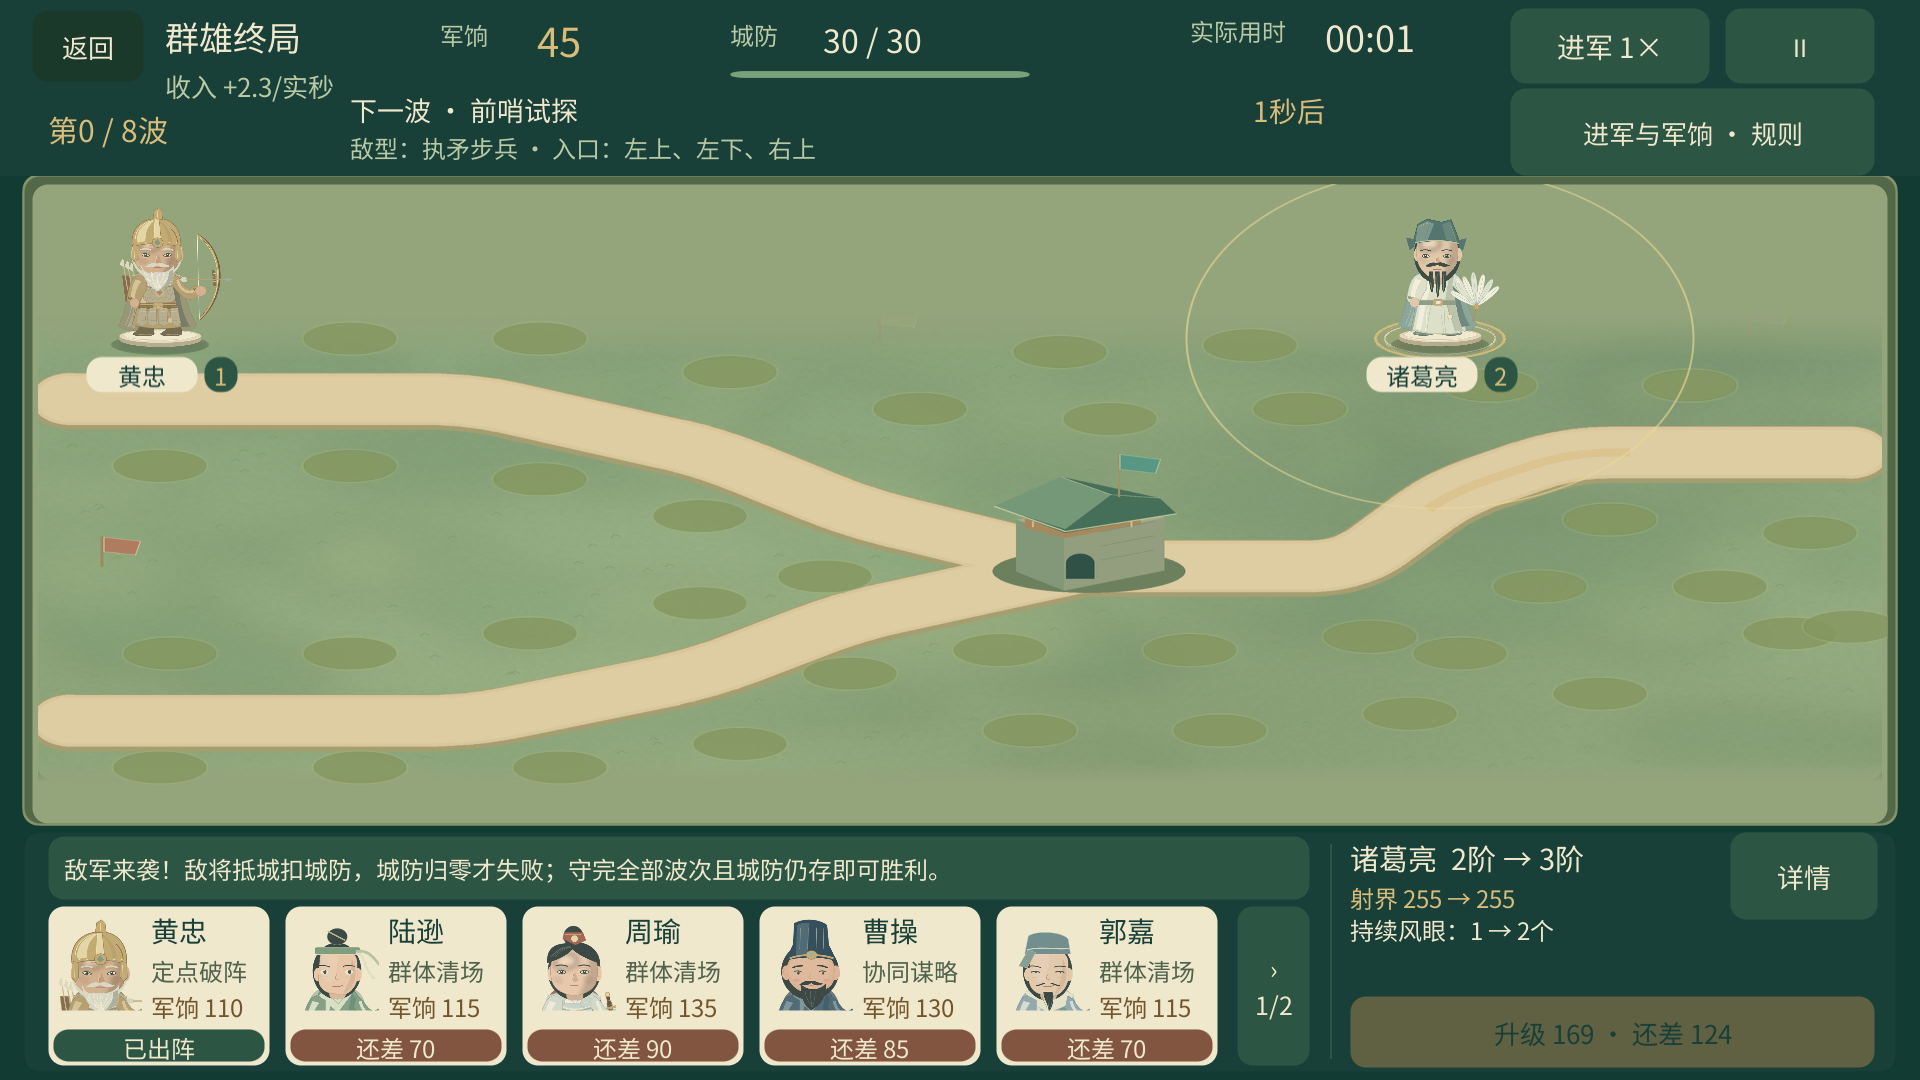 返回
群雄终局
收入 +2.3/实秒
军饷
45
城防
30 / 30
实际用时
00:01
进军 1×
II
第0 / 8波
下一波 · 前哨试探
敌型：执矛步兵 · 入口：左上、左下、右上
1秒后
进军与军饷 · 规则
黄忠
1
诸葛亮
2
敌军来袭！敌将抵城扣城防，城防归零才失败；守完全部波次且城防仍存即可胜利。
黄忠
定点破阵
军饷 110
已出阵
陆逊
群体清场
军饷 115
还差 70
周瑜
群体清场
军饷 135
还差 90
曹操
协同谋略
军饷 130
还差 85
郭嘉
群体清场
军饷 115
还差 70
›
1/2
诸葛亮 2阶 → 3阶
射界 255 → 255
持续风眼：1 → 2个
详情
升级 169 · 还差 124